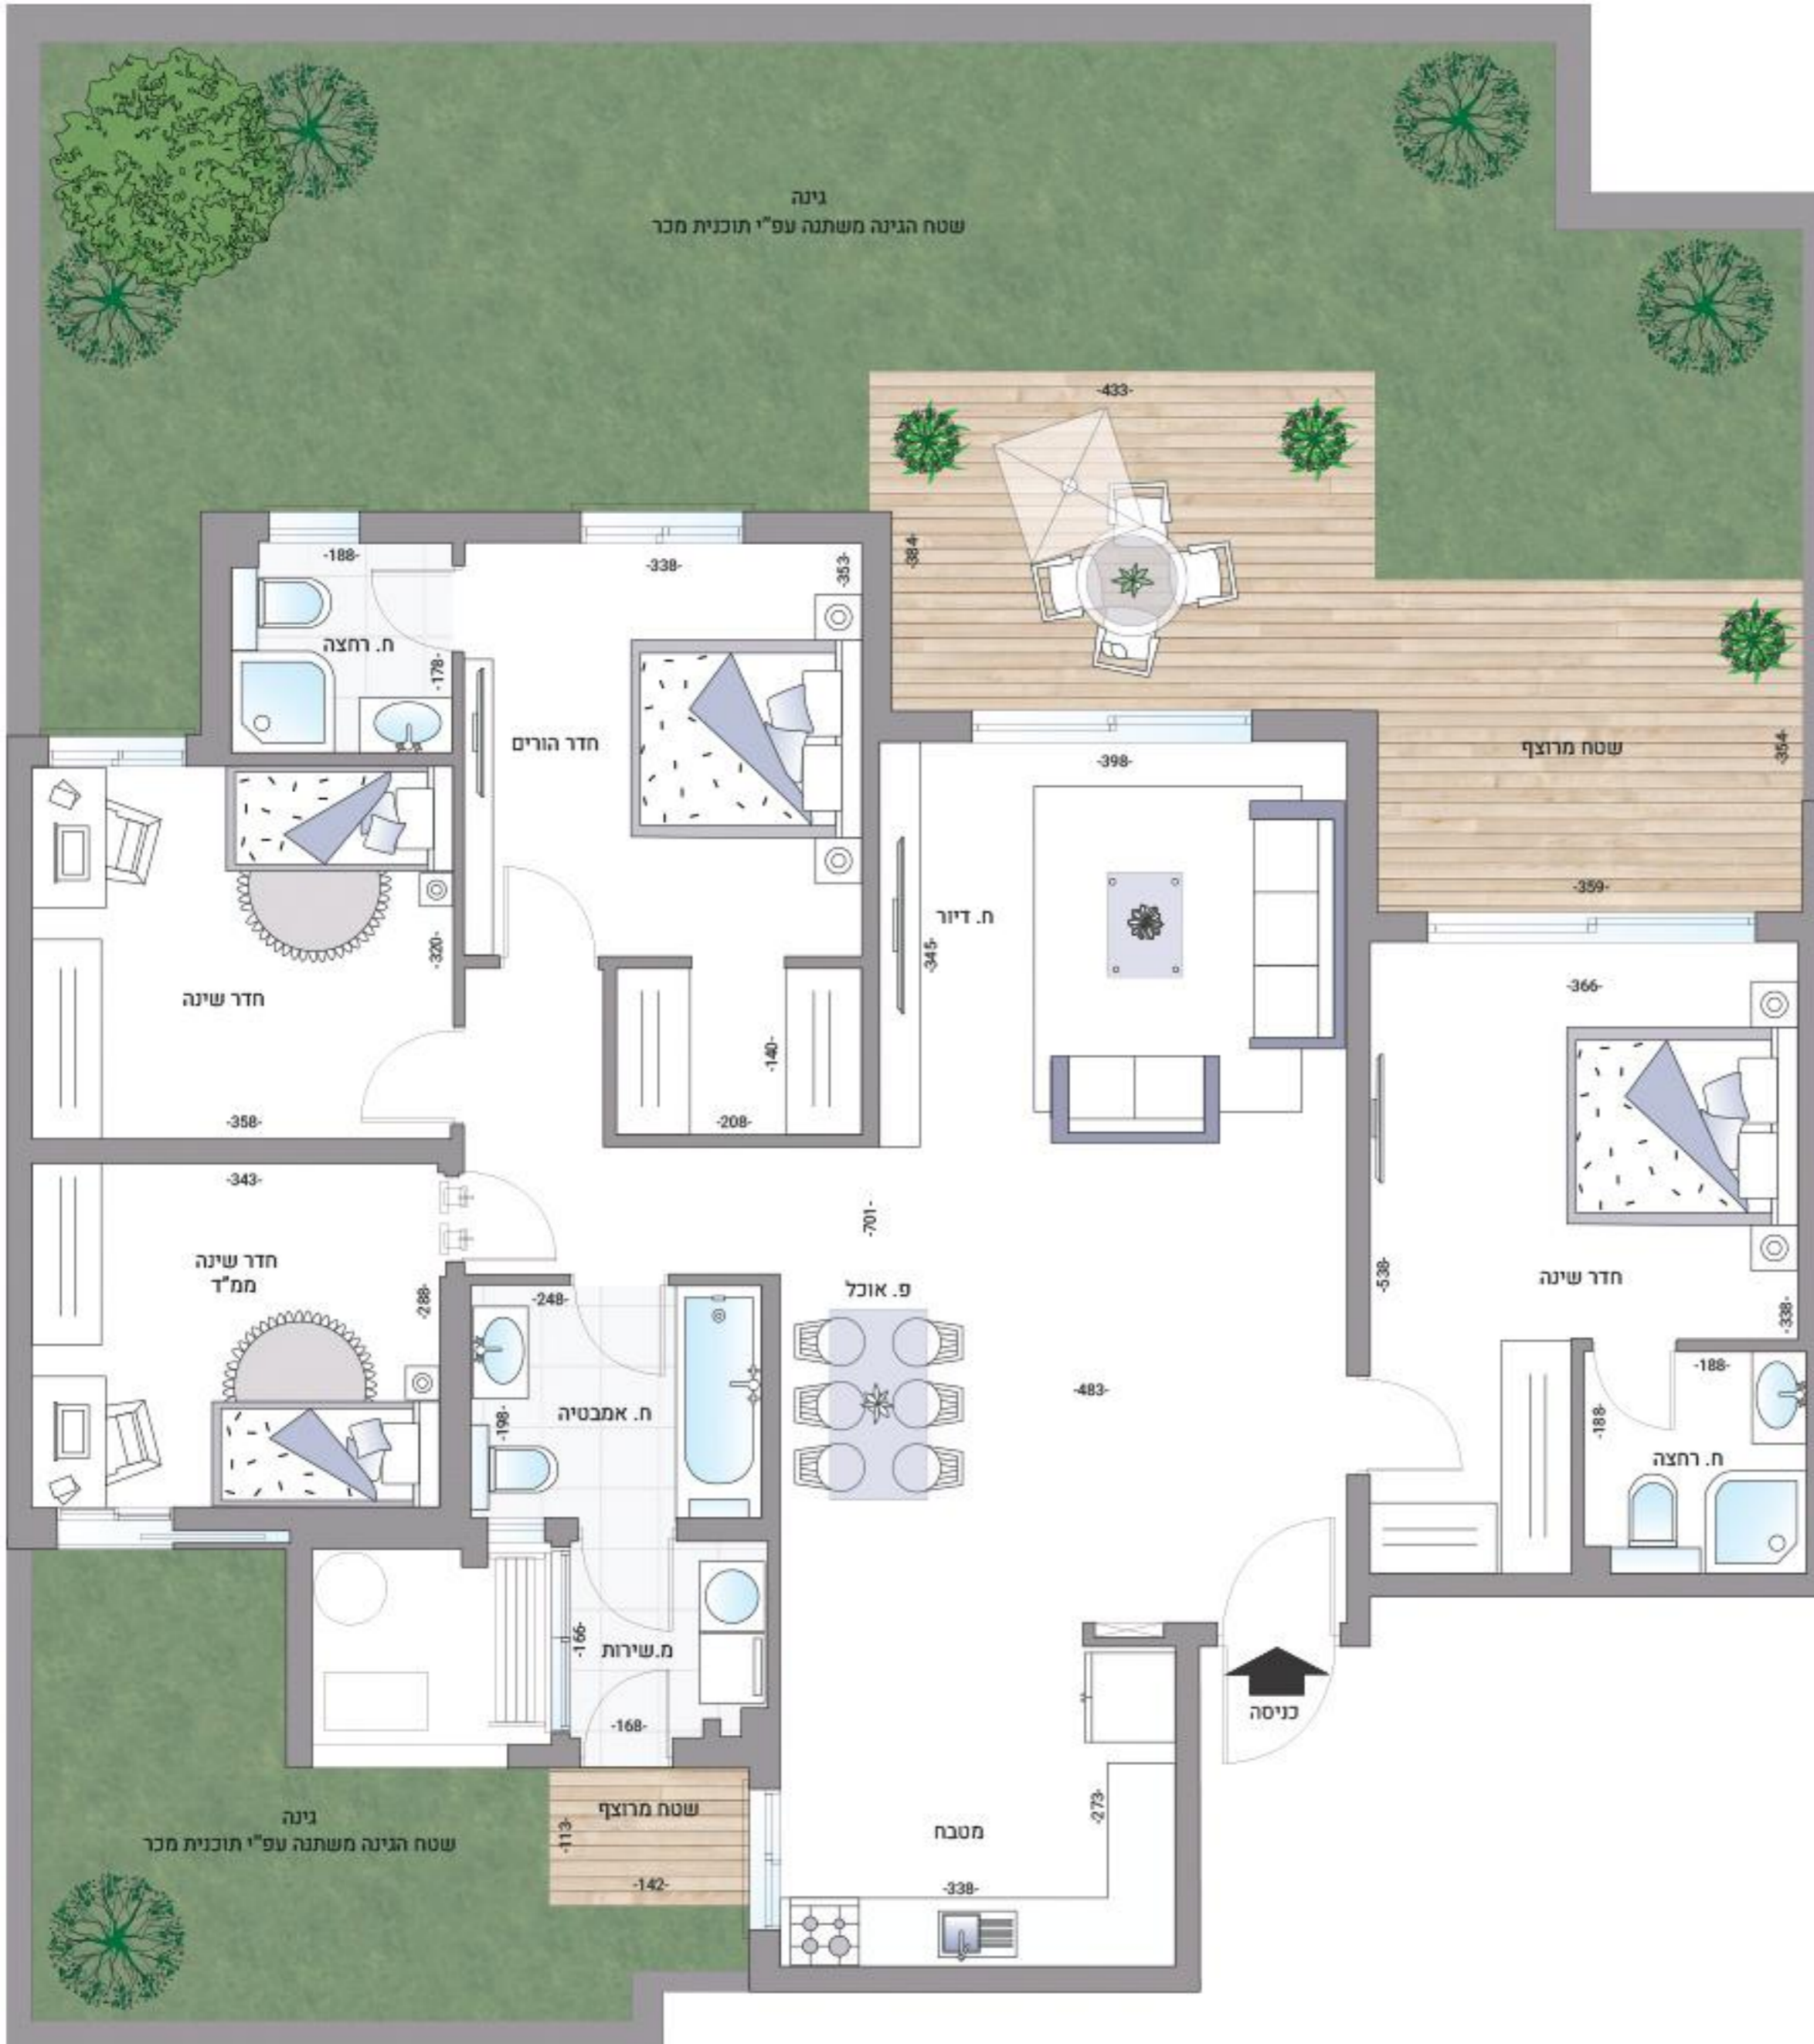 גינה
שטח הגינה משתנה עפ"י תוכנית מכר
-433-
-384-
-188-
-338-
-353-
ח. רחצה
-178-
חדר הורים
שטח מרוצף
-354-
-398-
-359-
ח. דיור
-345-
-320-
חדר שינה
-366-
-140-
-358-
-208-
-343-
-701-
חדר שינה
ממ"ד
-288-
-248-
פ. אוכל
-538-
חדר שינה
-338-
-188-
-483-
-198-
ח. אמבטיה
-188-
ח. רחצה
-166-
מ.שירות
-168-
כניסה
גינה
שטח הגינה משתנה עפ"י תוכנית מכר
שטח מרוצף
-113-
-142-
-273-
מטבח
-338-